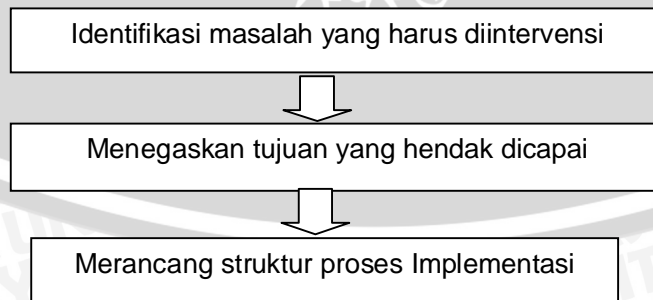 Identifikasi masalah yang harus diintervensi
Menegaskan tujuan yang hendak dicapai
Merancang struktur proses Implementasi